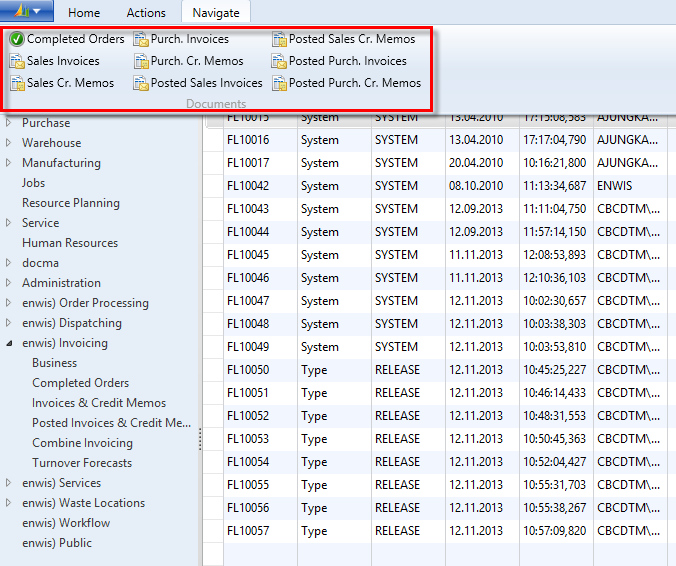 Home Actions Navigate
Completed Orders Purch. Invoices Posted Sales Cr. Memos
Sales Invoices Purch. Cr. Memos Posted Purch. Invoices
Sales Cr. Memos Posted Sales Invoices Posted Purch. Cr. Memos
Documents
Purchase
Warehouse
Manufacturing
Jobs
Resource Planning
Service
Human Resources
docma
Administration
enwis) Order Processing
enwis) Dispatching
enwis) Invoicing
Business
Completed Orders
Invoices & Credit Memos
Posted Invoices & Credit Me...
Combine Invoicing
Turnover Forecasts
enwis) Services
enwis) Waste Locations
enwis) Workflow
enwis) Public
FL10015 System SYSTEM 13.04.2010 17:15:08,583 AJUNGKA...
FL10016 System SYSTEM 13.04.2010 17:17:04,790 AJUNGKA...
FL10017 System SYSTEM 20.04.2010 10:16:21,800 AJUNGKA...
FL10042 System SYSTEM 08.10.2010 11:13:34,687 ENWIS
FL10043 System SYSTEM 12.09.2013 11:11:04,750 CBCDTM\...
FL10044 System SYSTEM 12.09.2013 11:57:14,150 CBCDTM\...
FL10045 System SYSTEM 11.11.2013 12:08:53,893 CBCDTM\...
FL10046 System SYSTEM 11.11.2013 12:10:36,103 CBCDTM\...
FL10047 System SYSTEM 12.11.2013 10:02:30,657 CBCDTM\...
FL10048 System SYSTEM 12.11.2013 10:03:38,303 CBCDTM\...
FL10049 System SYSTEM 12.11.2013 10:03:53,810 CBCDTM\...
FL10050 Type RELEASE 12.11.2013 10:45:25,227 CBCDTM\...
FL10051 Type RELEASE 12.11.2013 10:46:14,433 CBCDTM\...
FL10052 Type RELEASE 12.11.2013 10:48:31,553 CBCDTM\...
FL10053 Type RELEASE 12.11.2013 10:50:45,363 CBCDTM\...
FL10054 Type RELEASE 12.11.2013 10:52:04,427 CBCDTM\...
FL10055 Type RELEASE 12.11.2013 10:55:31,703 CBCDTM\...
FL10056 Type RELEASE 12.11.2013 10:55:38,267 CBCDTM\...
FL10057 Type RELEASE 12.11.2013 10:57:09,820 CBCDTM\...